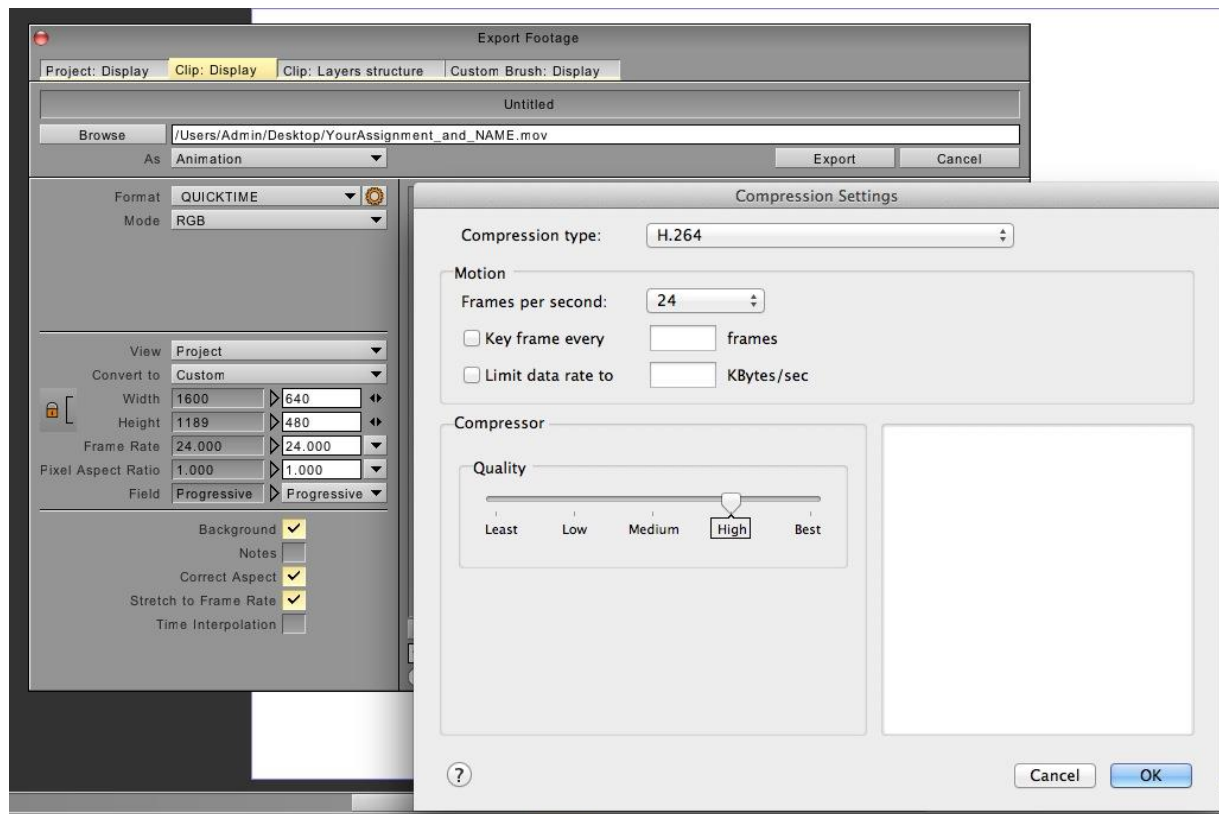 Export Footage
Project: Display Clip: Display Clip: Layers structure Custom Brush: Display
Untitled
Browse /Users/Admin/Desktop/YourAssignment_and_NAME.mov
As Animation Export Cancel
Format QUICKTIME
Mode RGB
View Project
Convert to Custom
Width 1600 640
Height 1189 480
Frame Rate 24.000 24.000
Pixel Aspect Ratio 1.000 1.000
Field Progressive Progressive
Background
Notes
Correct Aspect
Stretch to Frame Rate
Time Interpolation
Compression Settings
Compression type: H.264
Motion
Frames per second: 24
Key frame every frames
Limit data rate to KBytes/sec
Compressor
Quality
Least Low Medium High Best
? Cancel OK